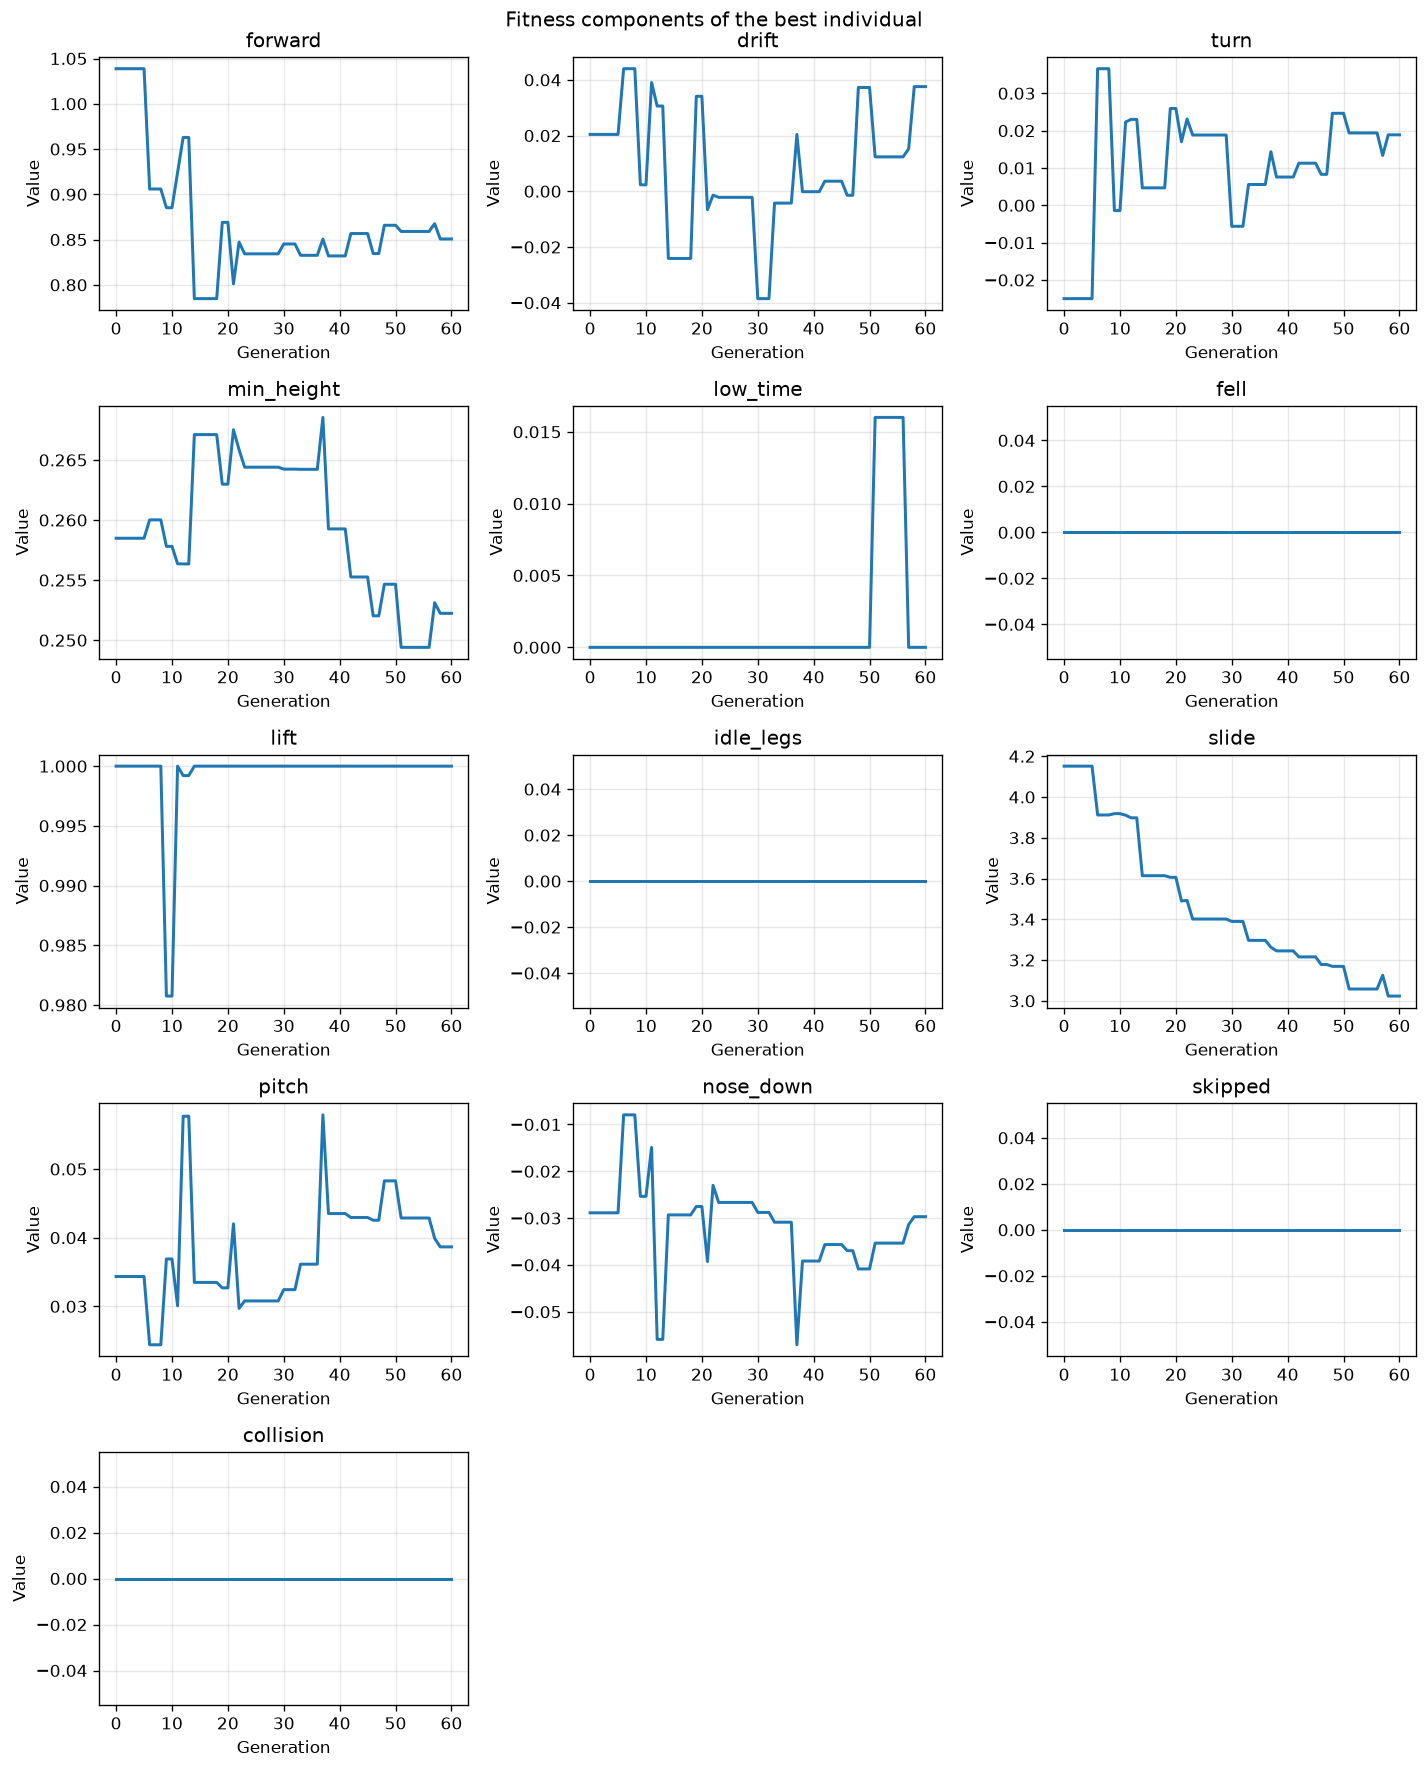 Fitness components of the best individual
forward
drift
turn
1.05
1.00
0.95
0.90
0.85
0.80
Value
0 10 20 30 40 50 60
Generation
0.04
0.02
0.00
−0.02
−0.04
Value
0 10 20 30 40 50 60
Generation
0.03
0.02
0.01
0.00
−0.01
−0.02
Value
0 10 20 30 40 50 60
Generation
min_height
0.265
0.260
0.255
0.250
Value
0 10 20 30 40 50 60
Generation
low_time
0.015
0.010
0.005
0.000
Value
0 10 20 30 40 50 60
Generation
fell
0.04
0.02
0.00
−0.02
−0.04
Value
0 10 20 30 40 50 60
Generation
lift
1.000
0.995
0.990
0.985
0.980
Value
0 10 20 30 40 50 60
Generation
idle_legs
0.04
0.02
0.00
−0.02
−0.04
Value
0 10 20 30 40 50 60
Generation
slide
4.2
4.0
3.8
3.6
3.4
3.2
3.0
Value
0 10 20 30 40 50 60
Generation
pitch
0.05
0.04
0.03
Value
0 10 20 30 40 50 60
Generation
nose_down
−0.01
−0.02
−0.03
−0.04
−0.05
Value
0 10 20 30 40 50 60
Generation
skipped
0.04
0.02
0.00
−0.02
−0.04
Value
0 10 20 30 40 50 60
Generation
collision
0.04
0.02
0.00
−0.02
−0.04
Value
0 10 20 30 40 50 60
Generation